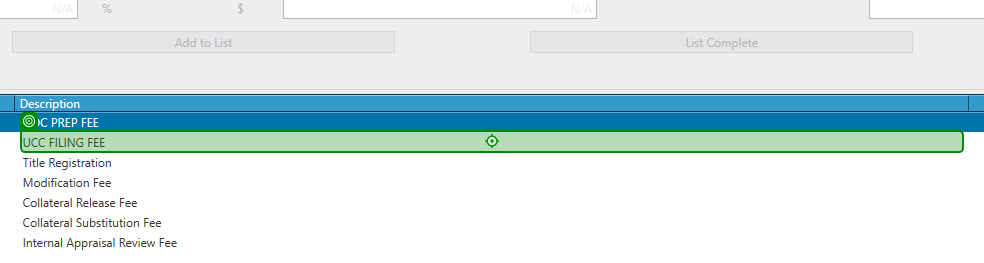 N/A % $ N/A
Add to List List Complete
Description
PREP FEE
UCC FILING FEE
Title Registration
Modification Fee
Collateral Release Fee
Collateral Substitution Fee
Internal Appraisal Review Fee